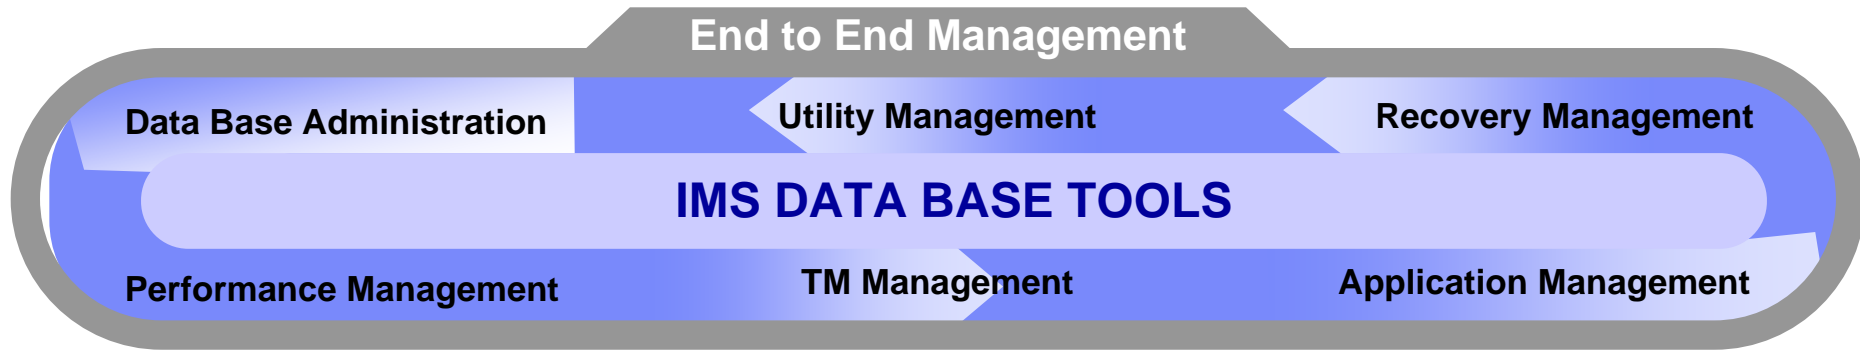 End to End Management
Data Base Administration
Utility Management
Recovery Management
IMS DATA BASE TOOLS
Performance Management
TM Management
Application Management